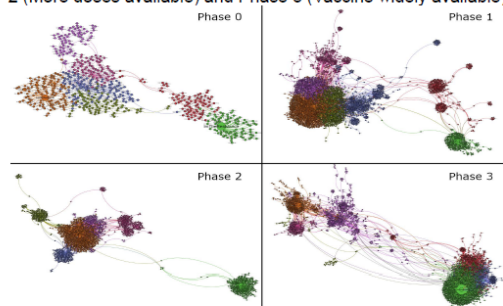 2 (More doses available) and Phase 3 (Vaccine widely available)
Phase 0
Phase 1
Phase 2
Phase 3